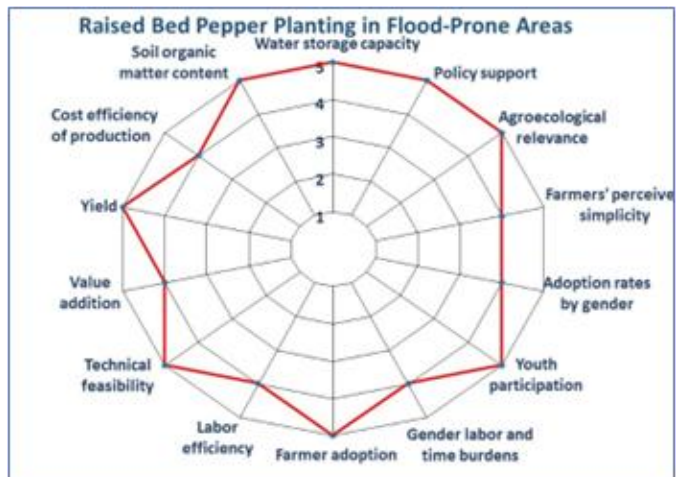 Raised Bed Pepper Planting in Flood-Prone Areas
Water storage capacity
Soil organic
matter content
Policy support
5
Cost efficiency
of production
4
Agroecological
relevance
3
2
Yield
1
Farmers' perceive
simplicity
Value
addition
Adoption rates
by gender
Technical
feasibility
Youth
participation
Labor
efficiency
Farmer adoption
Gender labor and
time burdens